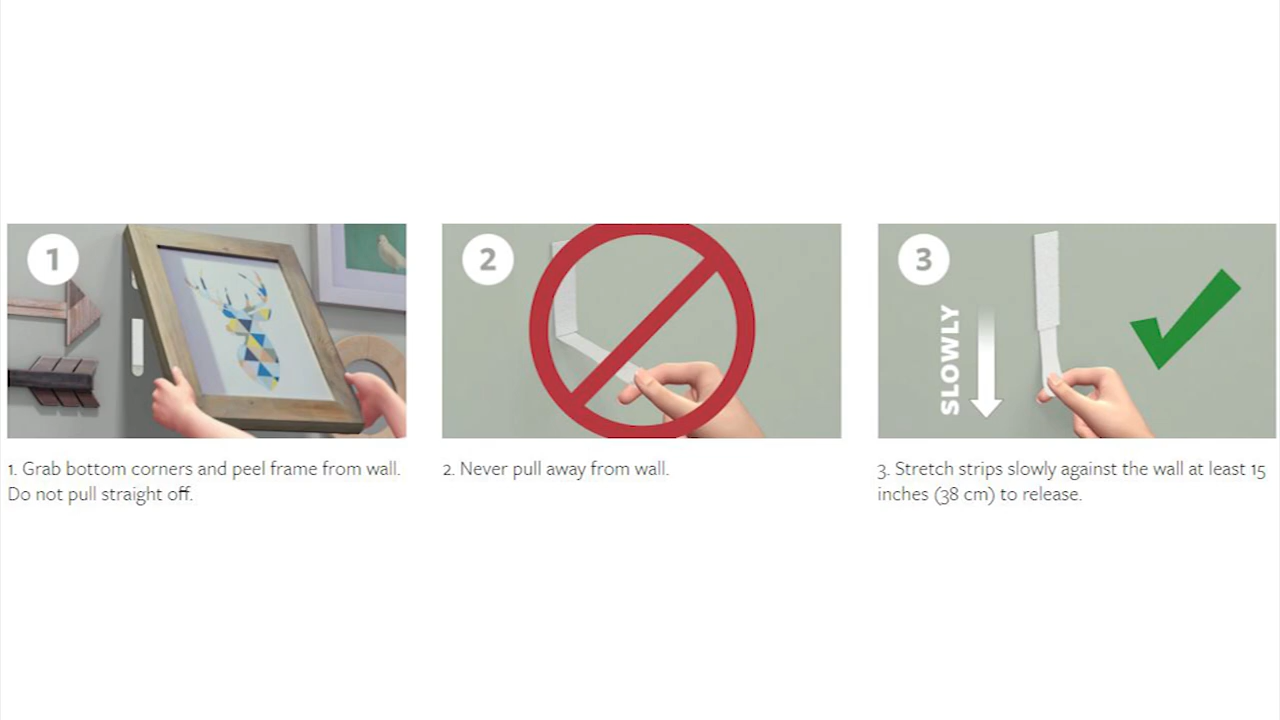 1
1. Grab bottom corners and peel frame from wall.
Do not pull straight off.
2
2. Never pull away from wall.
3
SLOWLY
3. Stretch strips slowly against the wall at least 15
inches (38 cm) to release.